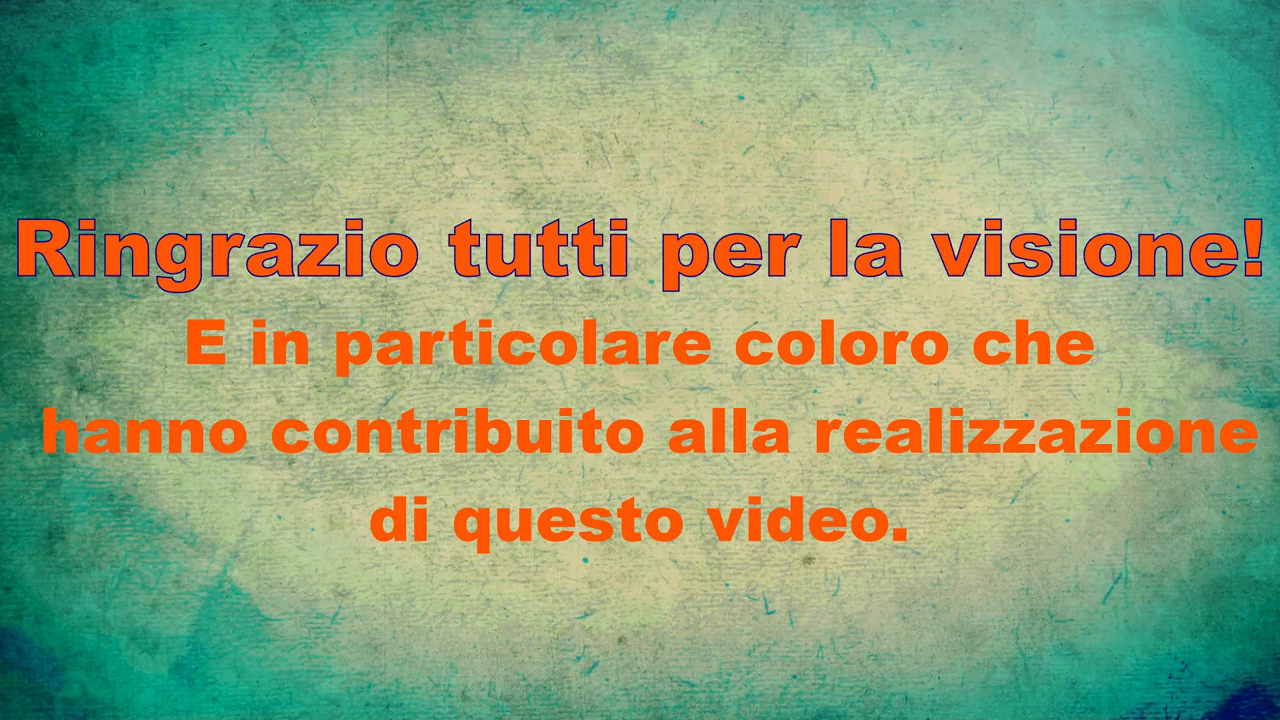 Ringrazio tutti per la visione!
E in particolare coloro che
hanno contribuito alla realizzazione
di questo video.